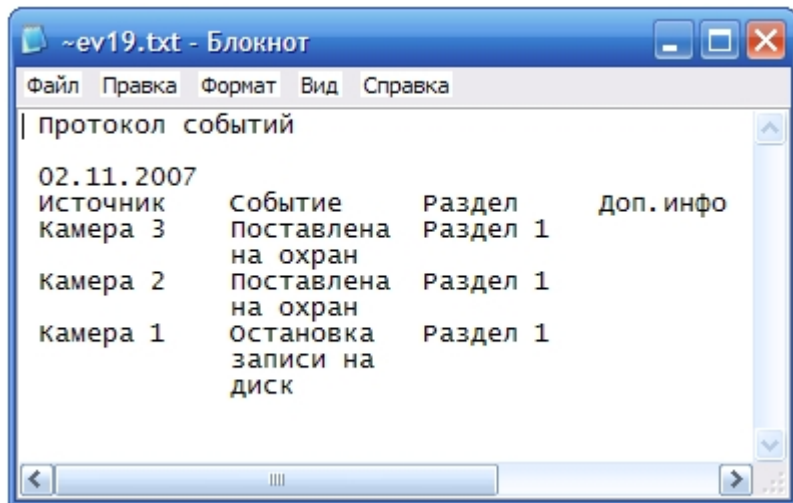 ~ev19.txt - Блокнот
Файл Правка Формат Вид Справка
Протокол событий
02.11.2007
Источник Событие Раздел Доп.инфо
Камера 3 Поставлена Раздел 1
на охран
Камера 2 Поставлена Раздел 1
на охран
Камера 1 Остановка Раздел 1
записи на
диск